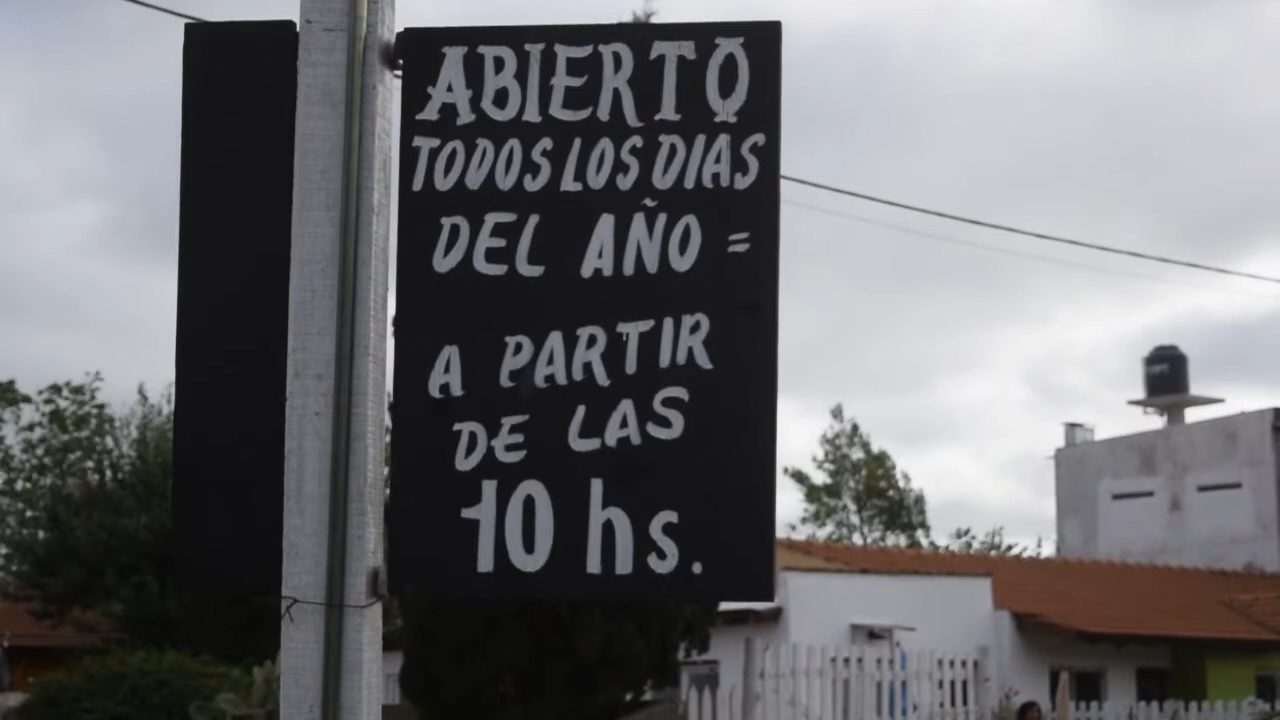 ABIERTO
TODOS LOS DIAS
DEL AÑO =
A PARTIR
DE LAS
10 hs.